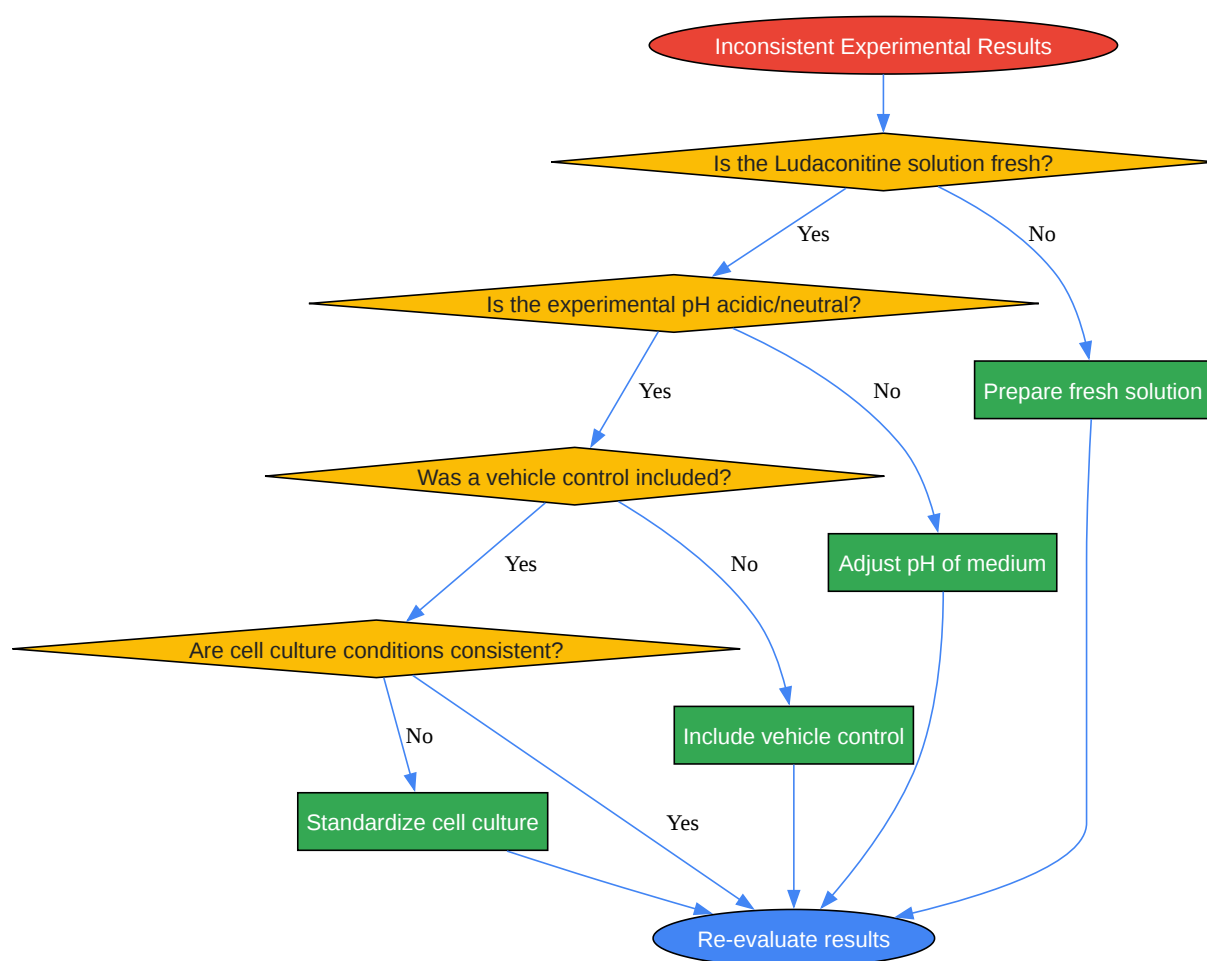 Inconsistent Experimental Results
Is the Ludaconitine solution fresh?
Yes
No
Is the experimental pH acidic/neutral?
Yes
No
Prepare fresh solution
Was a vehicle control included?
Yes
No
Adjust pH of medium
Are cell culture conditions consistent?
No
Yes
Include vehicle control
Standardize cell culture
Re-evaluate results